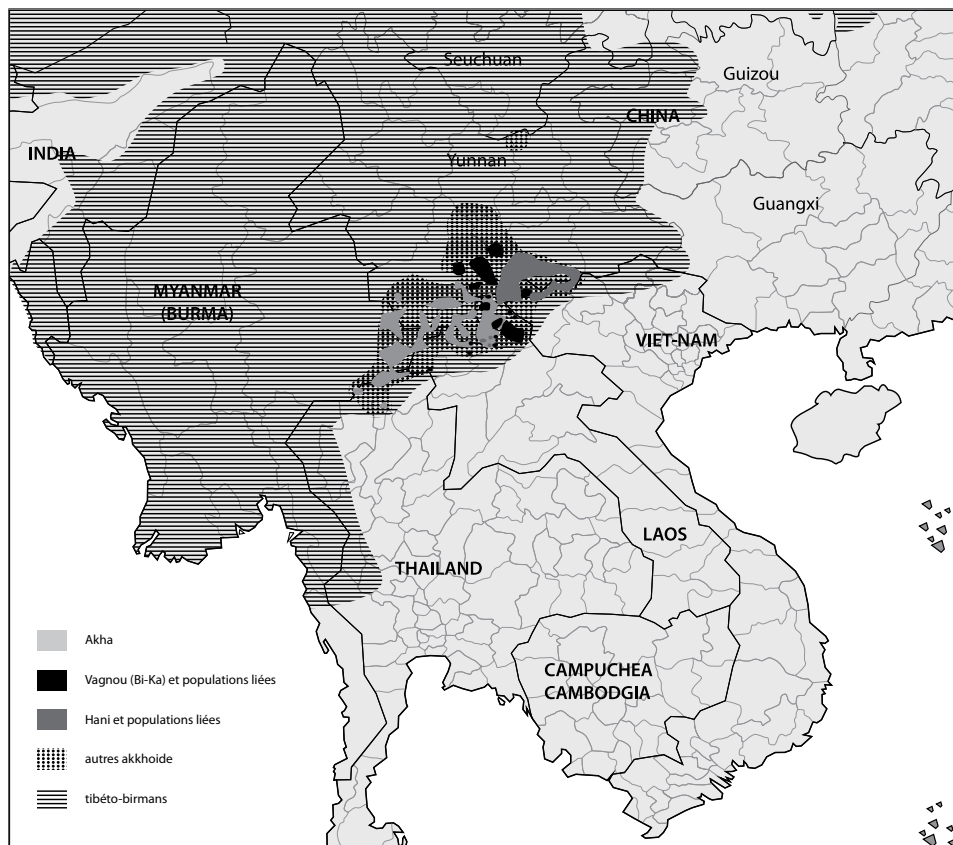 Seuchuan
Guizou
CHINA
INDIA
Yunnan
Guangxi
MYANMAR
(BURMA)
VIET-NAM
LAOS
THAILAND
CAMPUCHEA
CAMBODGIA
Akha
Vagnou (Bi-Ka) et populations liées
Hani et populations liées
autres akkhoide
tibéto-birmans